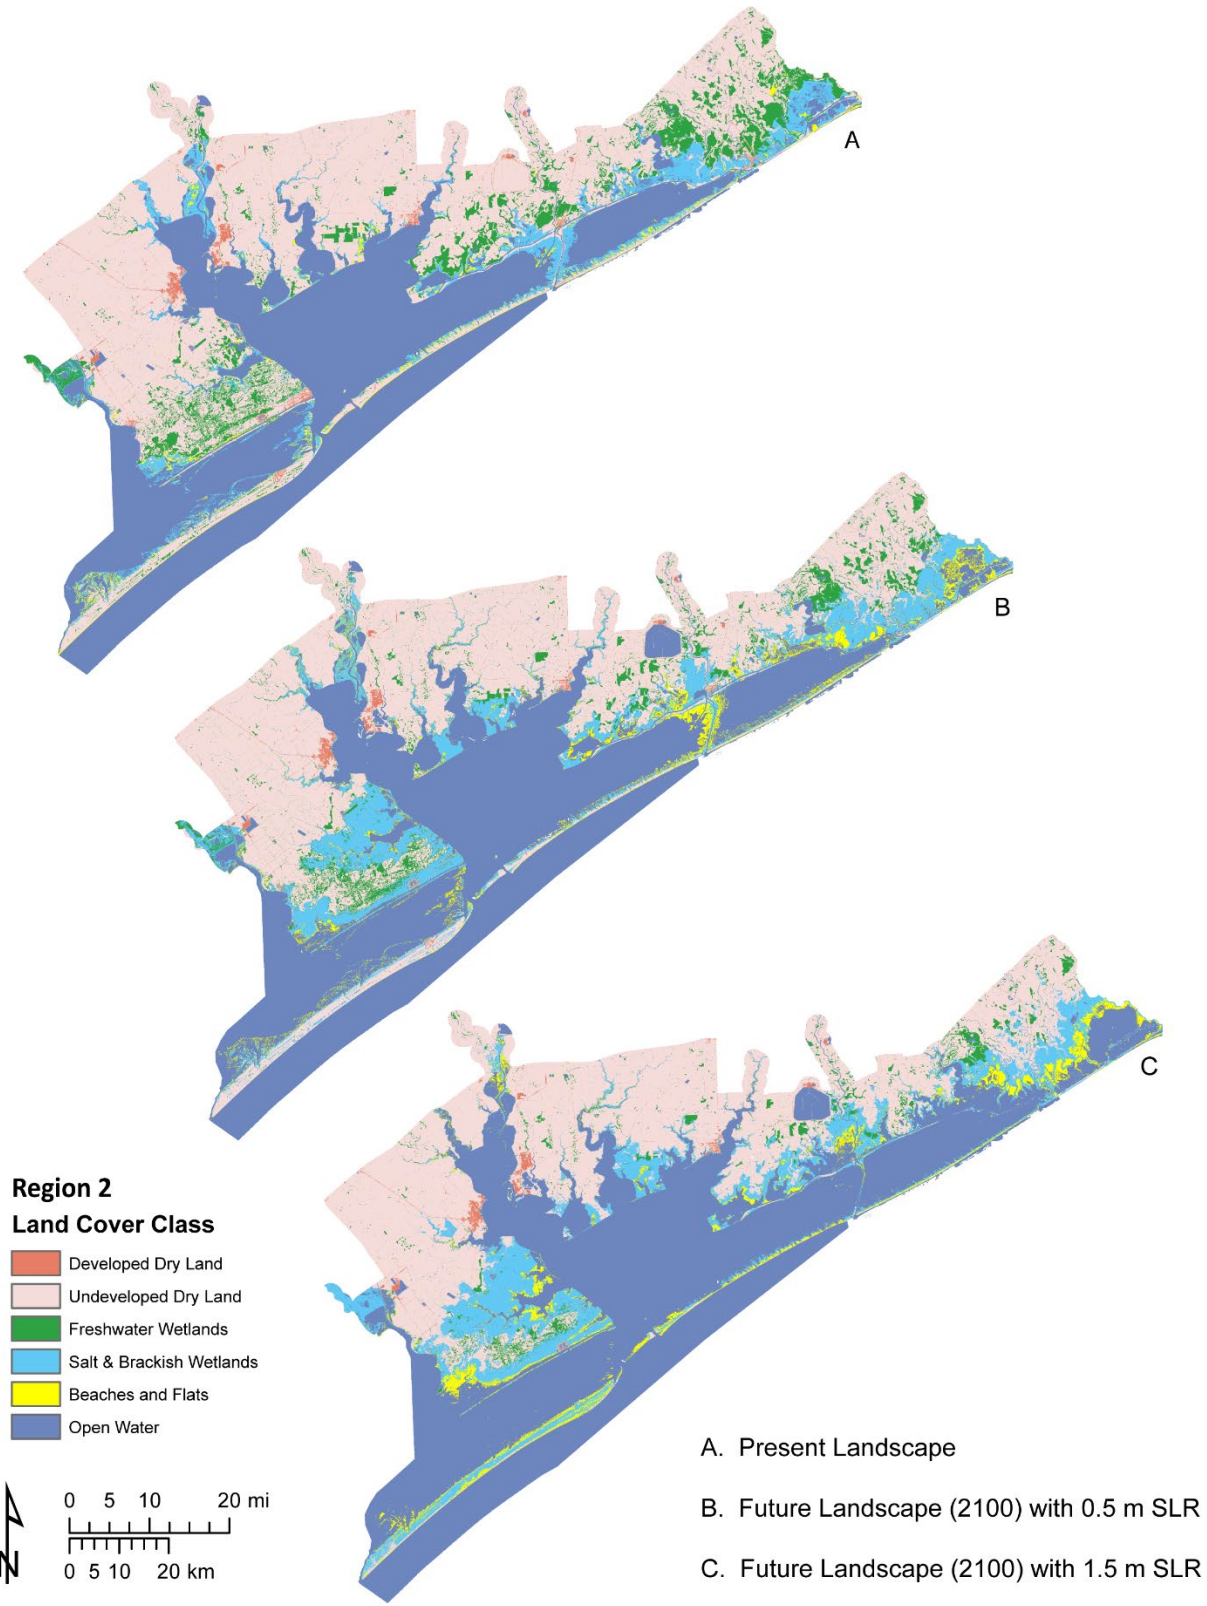 A
B
C
Region 2
Land Cover Class
Developed Dry Land
Undeveloped Dry Land
Freshwater Wetlands
Salt & Brackish Wetlands
Beaches and Flats
Open Water
A. Present Landscape
B. Future Landscape (2100) with 0.5 m SLR
C. Future Landscape (2100) with 1.5 m SLR
N
0 5 10 20 mi
0 5 10 20 km